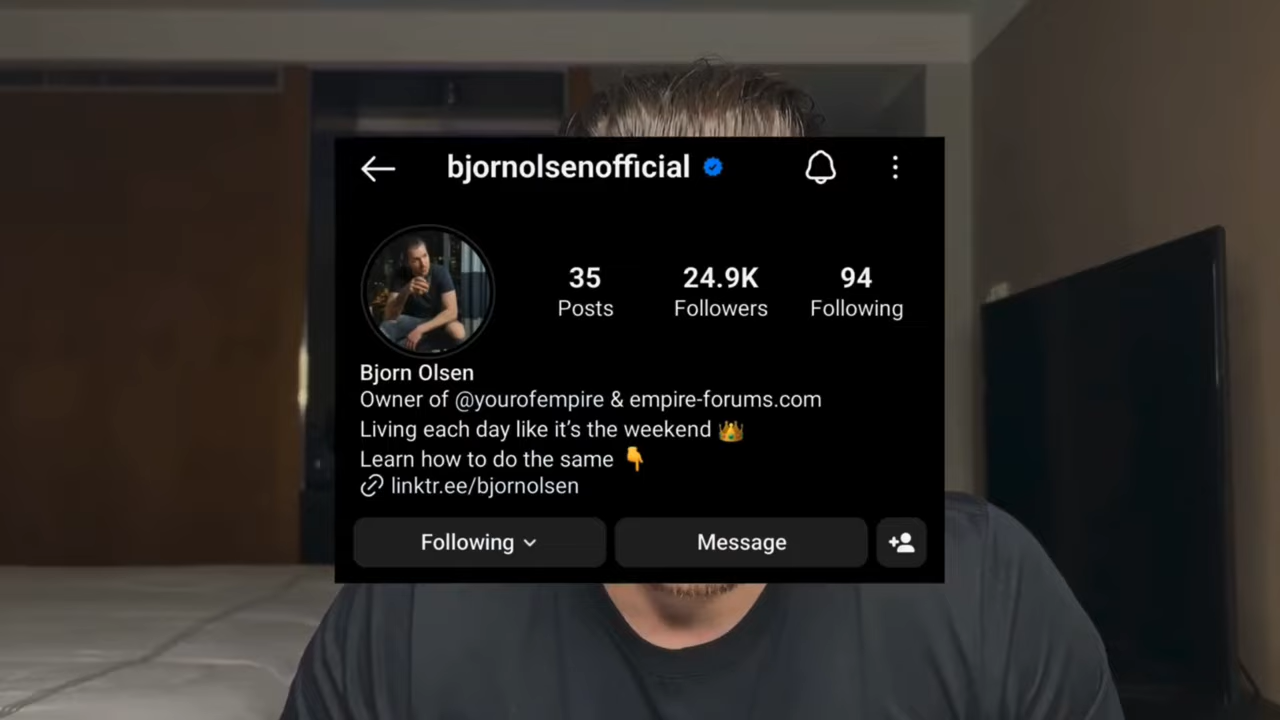 bjornolsenofficial
35 24.9K 94
Posts Followers Following
Bjorn Olsen
Owner of @yourofempire & empire-forums.com
Living each day like it's the weekend 👑
Learn how to do the same 👇
linktr.ee/bjornolsen
Following Message